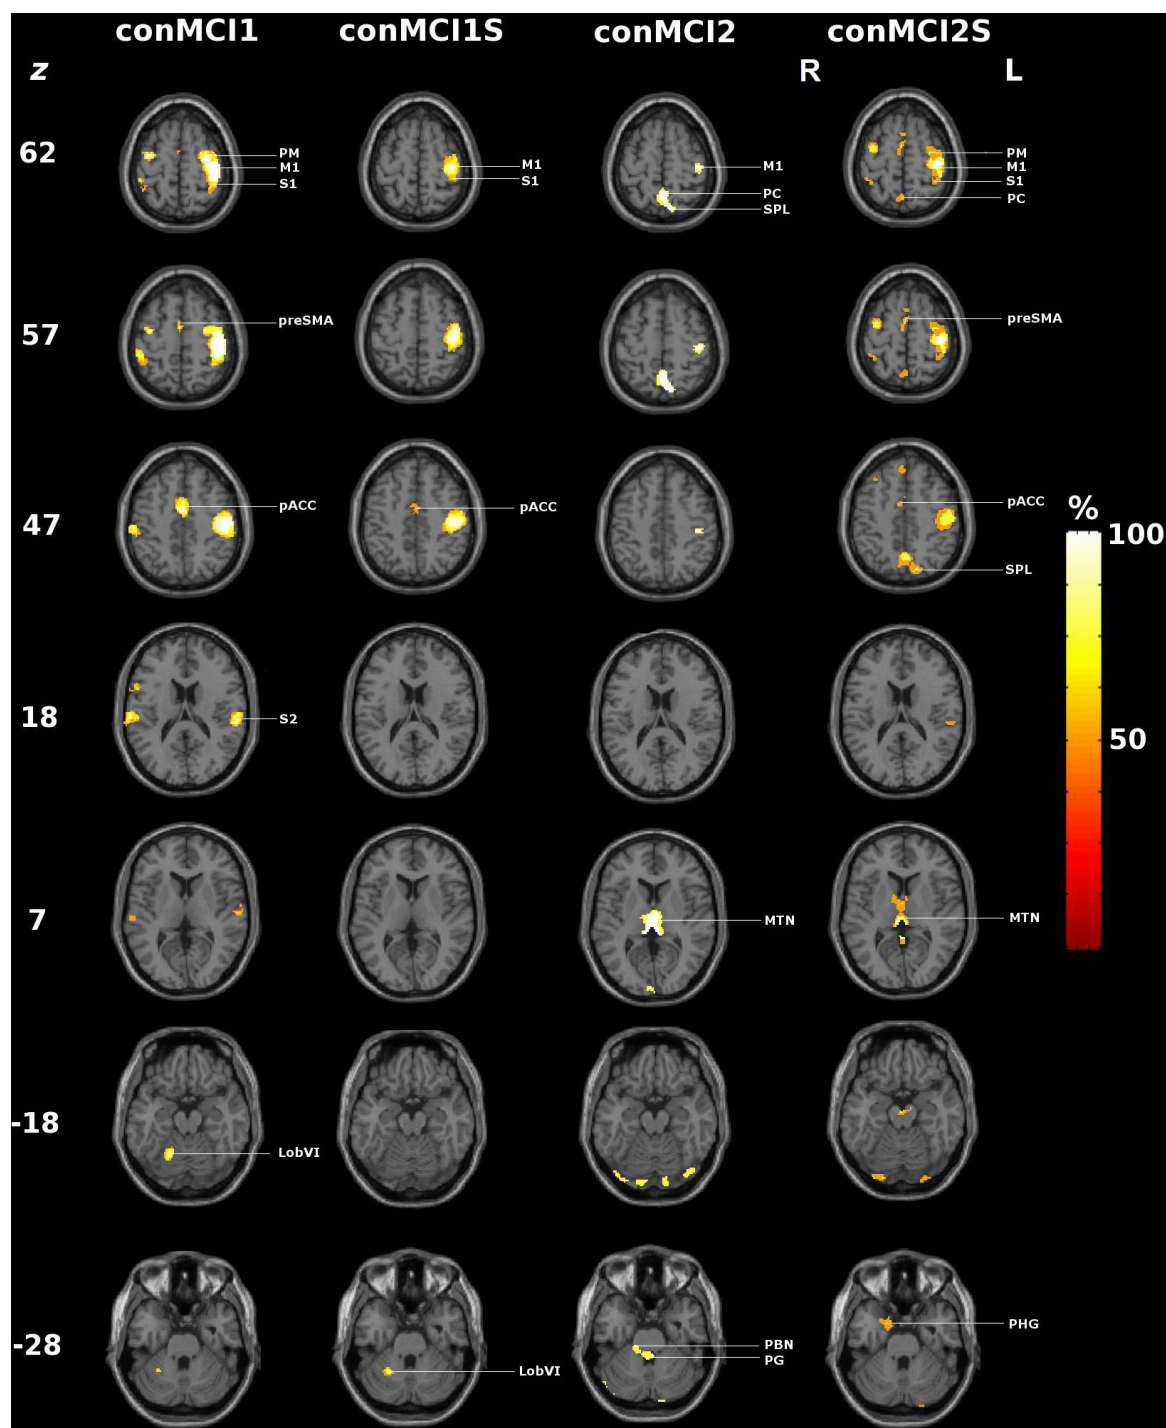 conMCI1 conMCI1S conMCI2 conMCI2S
z R L
62
PM
M1
S1
M1
S1
M1
PC
SPL
PM
M1
S1
PC
57
preSMA
preSMA
47
pACC
pACC
pACC
SPL
%
100
50
18
S2
7
MTN
MTN
-18
LobVI
-28
LobVI
PBN
PG
PHG